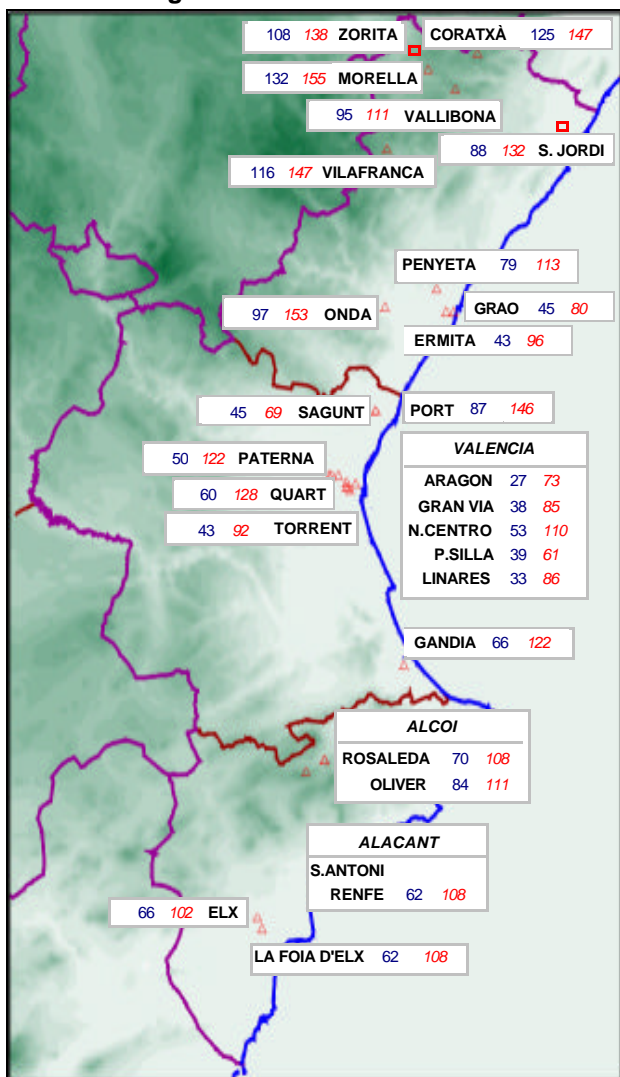 108 138 ZORITA
CORATXÀ 125 147
132 155 MORELLA
95 111 VALLIBONA
88 132 S. JORDI
116 147 VILAFRANCA
PENYETA 79 113
97 153 ONDA
GRAO 45 80
ERMITA 43 96
45 69 SAGUNT
PORT 87 146
50 122 PATERNA
60 128 QUART
43 92 TORRENT
VALENCIA
ARAGON 27 73
GRAN VIA 38 85
N.CENTRO 53 110
P.SILLA 39 61
LINARES 33 86
GANDIA 66 122
ALCOI
ROSALEDA 70 108
OLIVER 84 111
ALACANT
S.ANTONI
RENFE 62 108
66 102 ELX
LA FOIA D'ELX 62 108